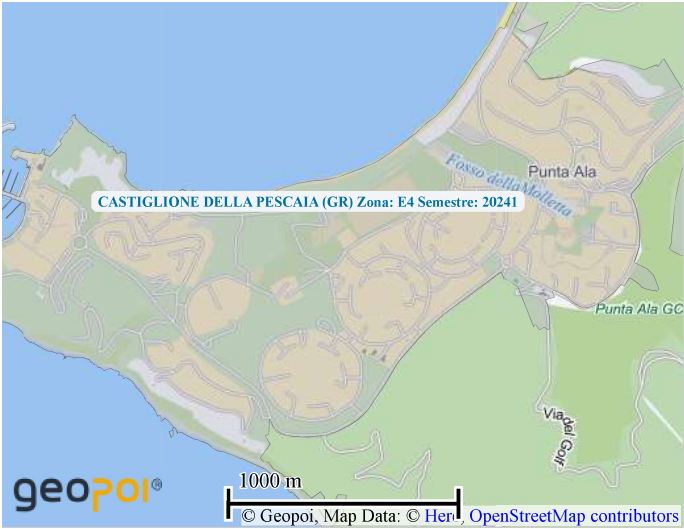 Fosso della Molletta
Punta Ala
CASTIGLIONE DELLA PESCAIA (GR) Zona: E4 Semestre: 20241
Punta Ala GC
Via del Golf
geopoi®
1000 m
© Geopoi, Map Data: © Here, OpenStreetMap contributors